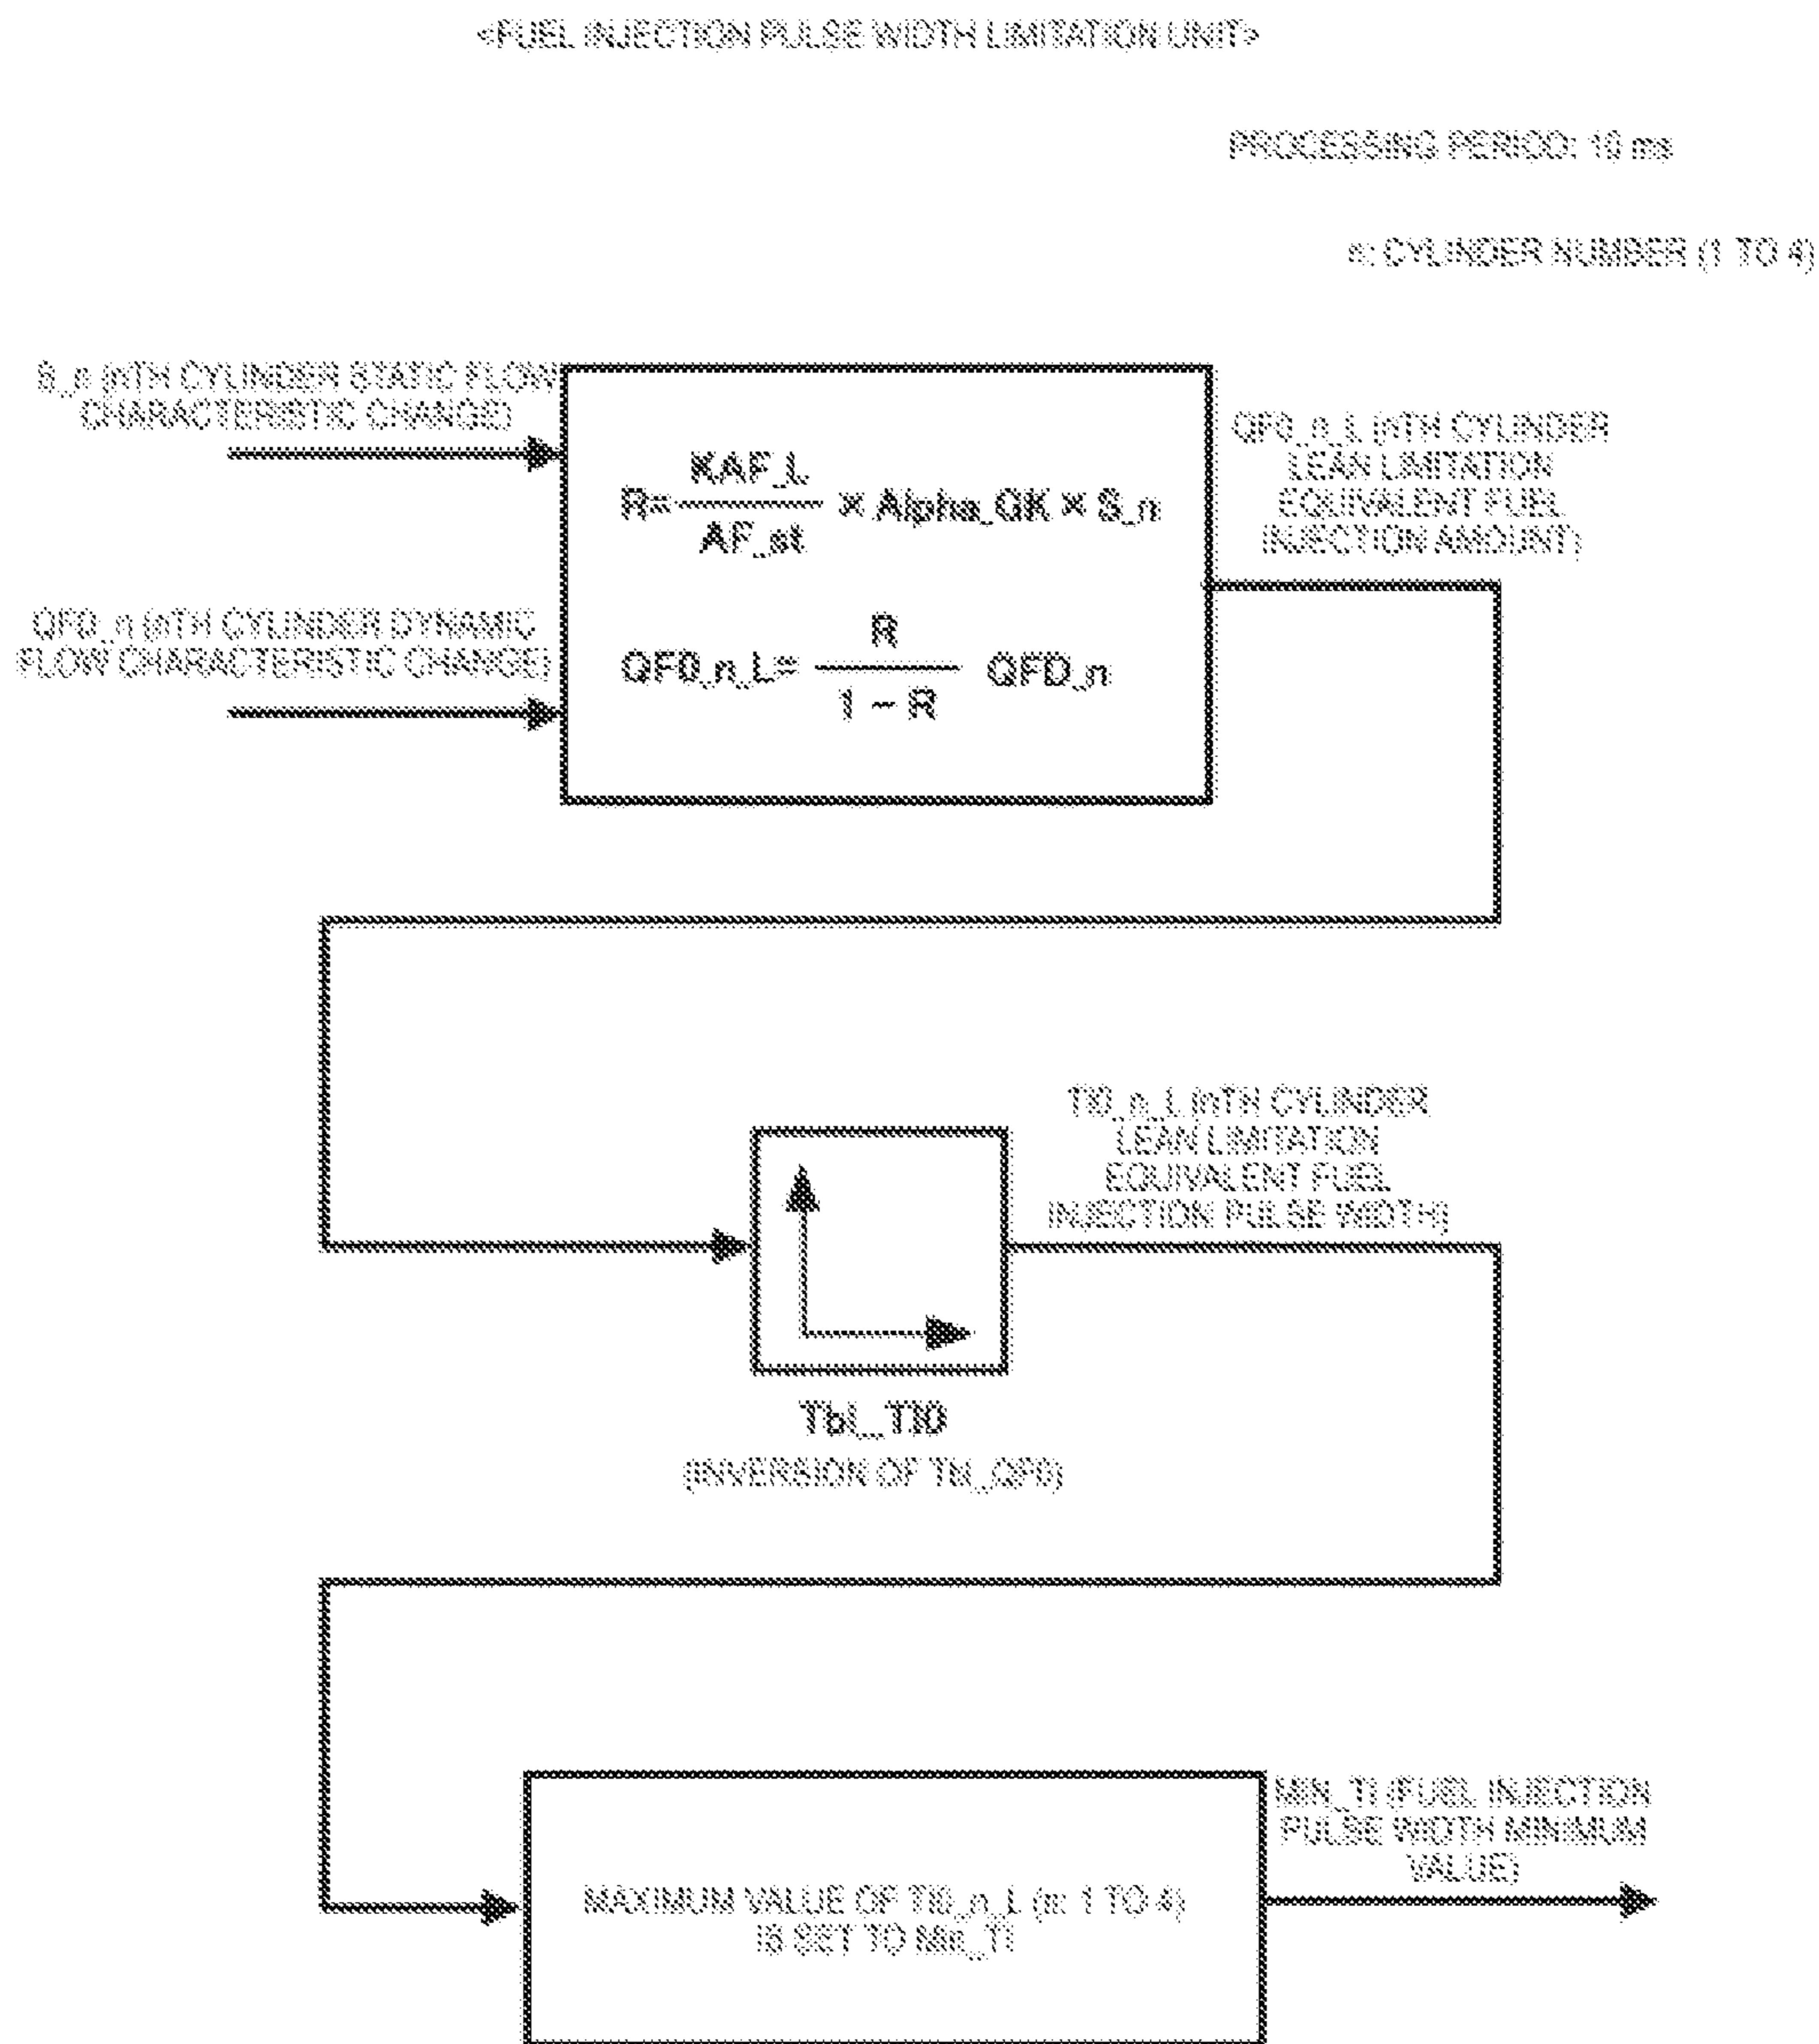 <FUEL INJECTION PULSE WIDTH LIMITATION UNIT>
PROCESSING PERIOD: 10 ms
n: CYLINDER NUMBER (1 TO 4)
S_n (nTH CYLINDER STATIC FLOW
CHARACTERISTIC CHANGE)
QF0_n (nTH CYLINDER DYNAMIC
FLOW CHARACTERISTIC CHANGE)
R= KAF_L / AF_st × Alpha_GK × S_n
QF0_n_L= R / 1 − R QFD_n
QF0_n_L (nTH CYLINDER
LEAN LIMITATION
EQUIVALENT FUEL
INJECTION AMOUNT)
TI0_n_L (nTH CYLINDER
LEAN LIMITATION
EQUIVALENT FUEL
INJECTION PULSE WIDTH)
Tbl_TI0
(INVERSION OF Tbl_QF0)
MAXIMUM VALUE OF TI0_n_L (n: 1 TO 4)
IS SET TO Min_TI
MIN_TI (FUEL INJECTION
PULSE WIDTH MINIMUM
VALUE)